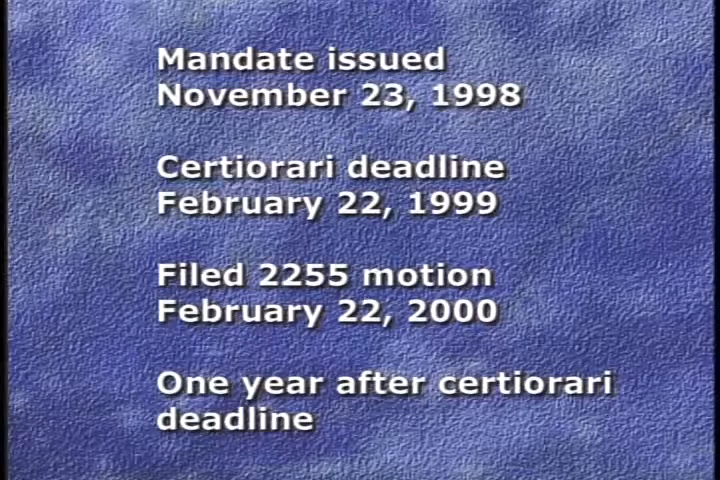 Mandate issued
November 23, 1998
Certiorari deadline
February 22, 1999
Filed 2255 motion
February 22, 2000
One year after certiorari
deadline